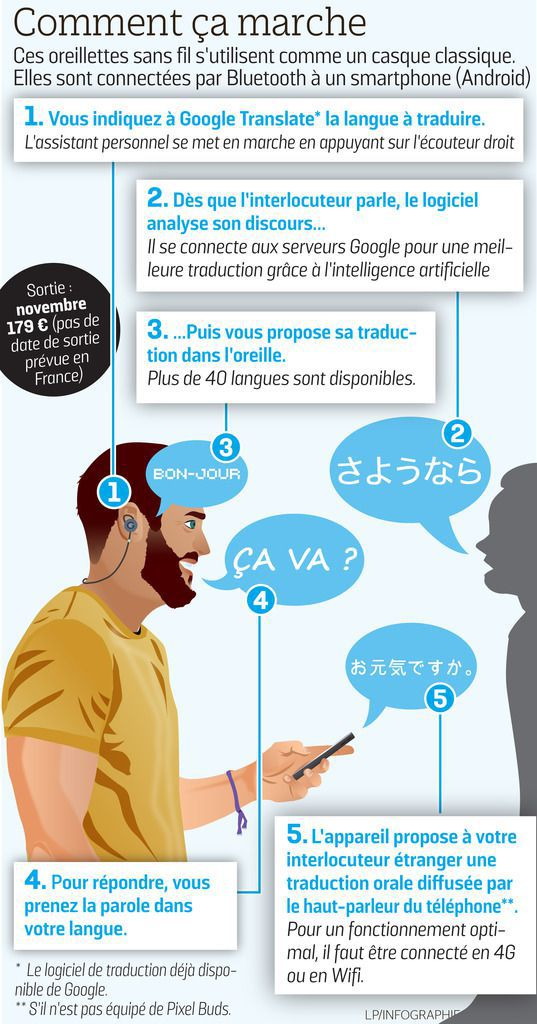 Comment ça marche
Ces oreillettes sans fil s'utilisent comme un casque classique.
Elles sont connectées par Bluetooth à un smartphone (Android)
1. Vous indiquez à Google Translate* la langue à traduire.
L'assistant personnel se met en marche en appuyant sur l'écouteur droit
2. Dès que l'interlocuteur parle, le logiciel
analyse son discours...
Il se connecte aux serveurs Google pour une meil-
leure traduction grâce à l'intelligence artificielle
Sortie :
novembre
179 € (pas de
date de sortie
prévue en
France)
3. ...Puis vous propose sa traduc-
tion dans l'oreille.
Plus de 40 langues sont disponibles.
3
BON-JOUR
2
さようなら
1
ÇA VA ?
4
お元気ですか。
5
4. Pour répondre, vous
prenez la parole dans
votre langue.
5. L'appareil propose à votre
interlocuteur étranger une
traduction orale diffusée par
le haut-parleur du téléphone**.
Pour un fonctionnement opti-
mal, il faut être connecté en 4G
ou en Wifi.
* Le logiciel de traduction déjà dispo-
nible de Google.
** S'il n'est pas équipé de Pixel Buds.
LP/INFOGRAPHIE